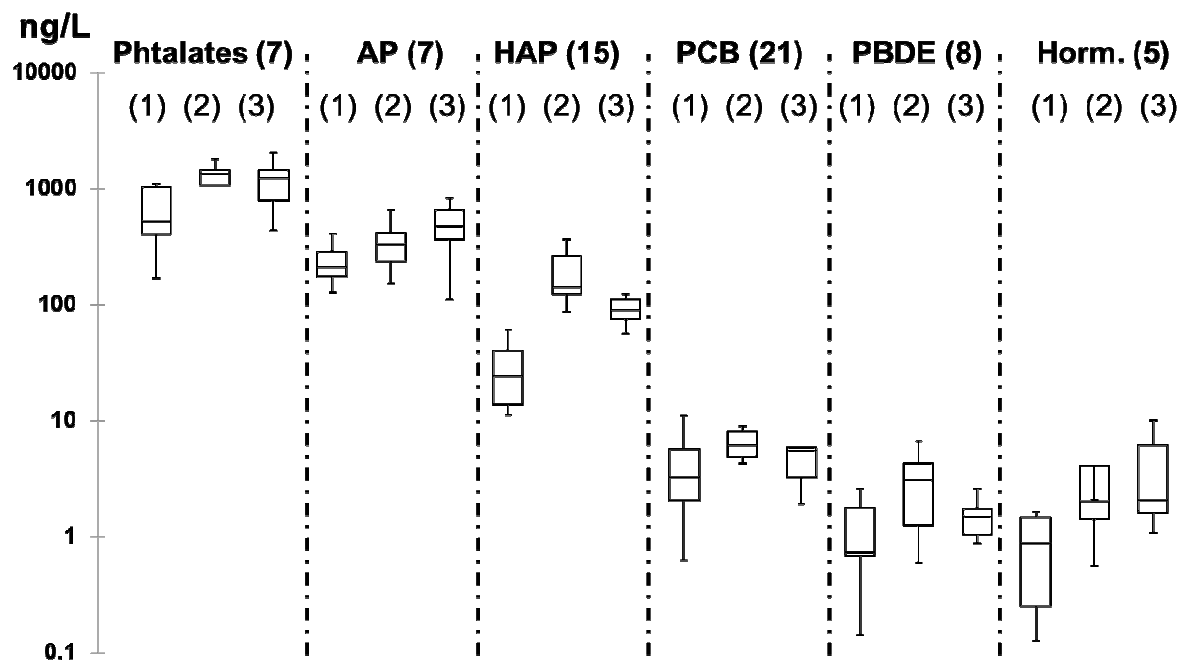 ng/L
Phtalates (7) AP (7) HAP (15) PCB (21) PBDE (8) Horm. (5)
10000
(1) (2) (3) (1) (2) (3) (1) (2) (3) (1) (2) (3) (1) (2) (3) (1) (2) (3)
1000
100
10
1
0.1